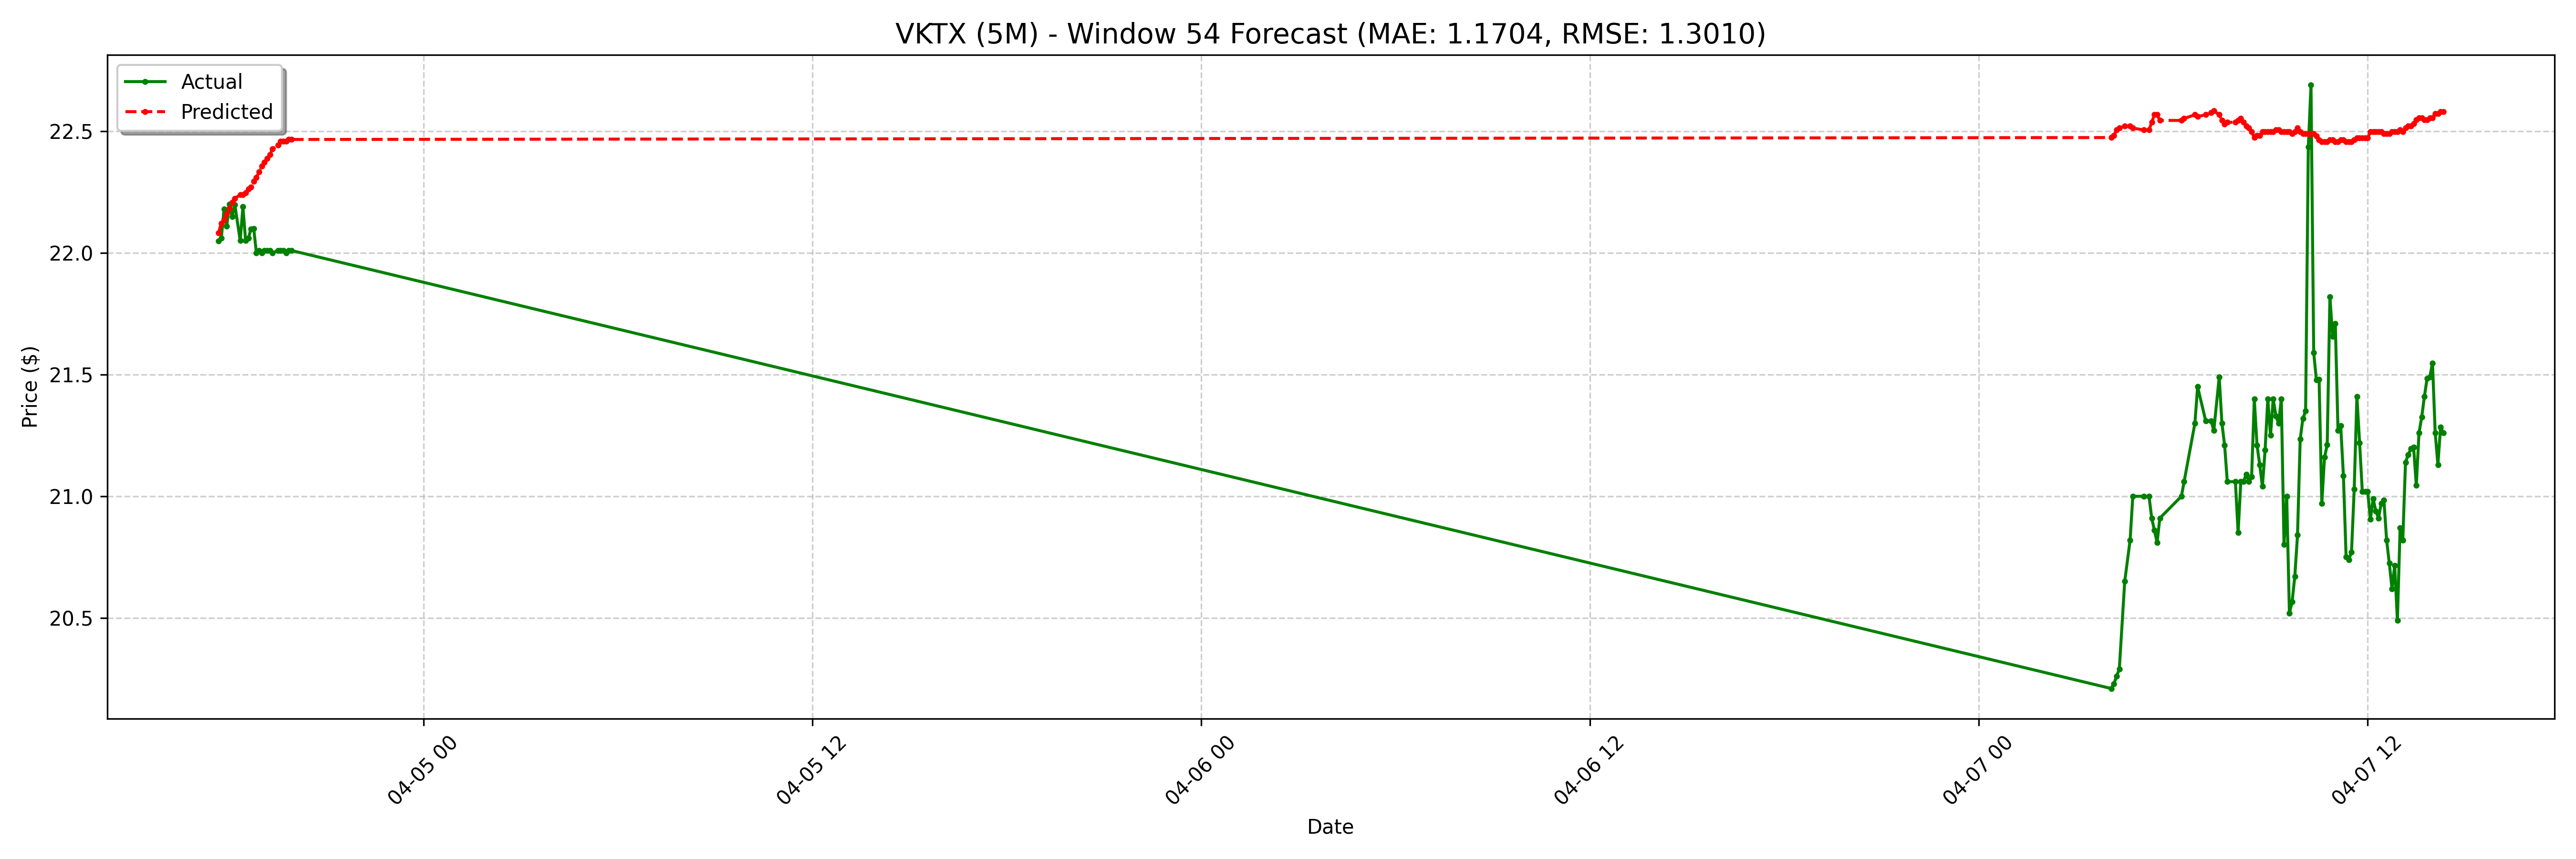 VKTX (5M) - Window 54 Forecast (MAE: 1.1704, RMSE: 1.3010)
Actual
Predicted
Price ($)
22.5
22.0
21.5
21.0
20.5
04-05 00
04-05 12
04-06 00
04-06 12
04-07 00
04-07 12
Date